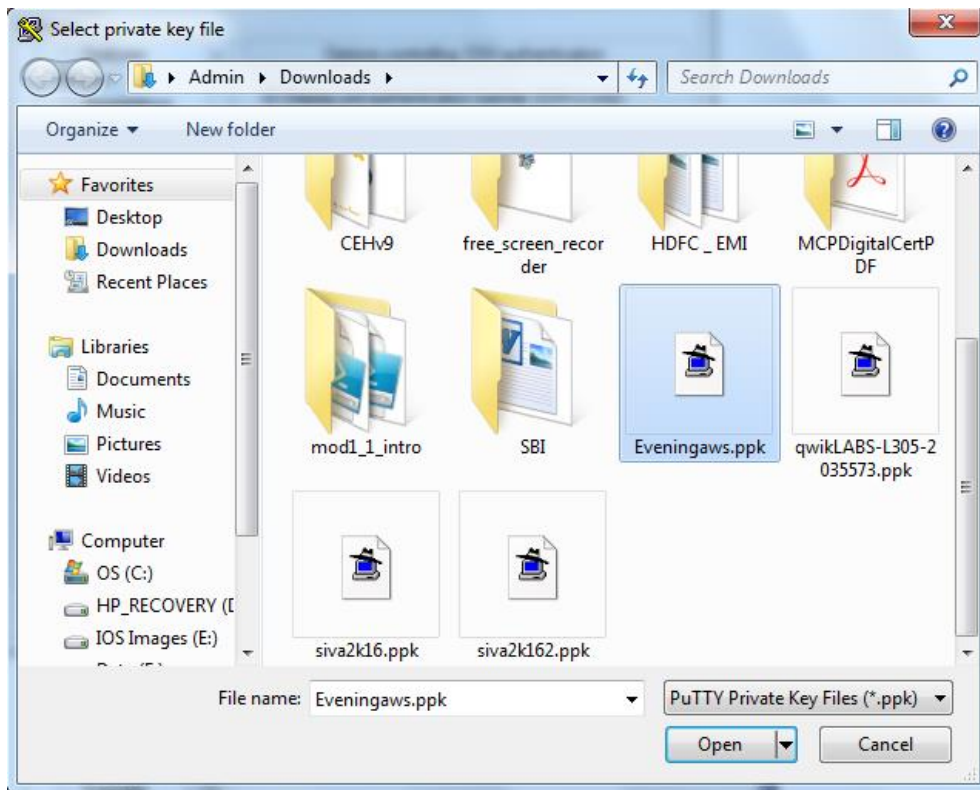 Select private key file
Admin
Downloads
Search Downloads
Organize
New folder
Favorites
Desktop
Downloads
Recent Places
Libraries
Documents
Music
Pictures
Videos
Computer
OS (C:)
HP_RECOVERY (D
IOS Images (E:)
CEHv9
free_screen_recor
der
HDFC _ EMI
MCPDigitalCertP
DF
mod1_1_intro
SBI
Eveningaws.ppk
qwikLABS-L305-2
035573.ppk
siva2k16.ppk
siva2k162.ppk
File name:
Eveningaws.ppk
PuTTY Private Key Files (*.ppk)
Open
Cancel